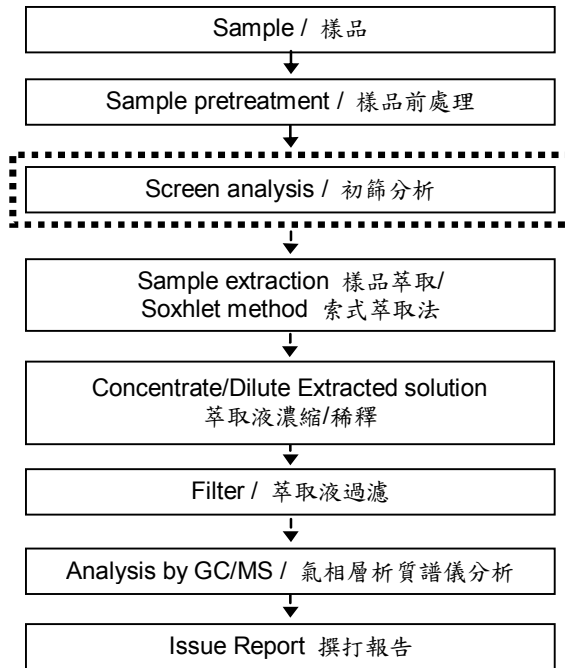 Sample / 樣品
Sample pretreatment / 樣品前處理
Screen analysis / 初篩分析
Sample extraction 樣品萃取/
Soxhlet method 索式萃取法
Concentrate/Dilute Extracted solution
萃取液濃縮/稀釋
Filter / 萃取液過濾
Analysis by GC/MS / 氣相層析質譜儀分析
Issue Report 撰打報告